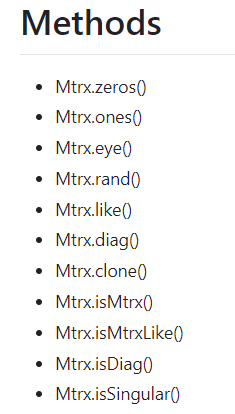 Methods
Mtrx.zeros()
Mtrx.ones()
Mtrx.eye()
Mtrx.rand()
Mtrx.like()
Mtrx.diag()
Mtrx.clone()
Mtrx.isMtrx()
Mtrx.isMtrxLike()
Mtrx.isDiag()
Mtrx.isSingular()